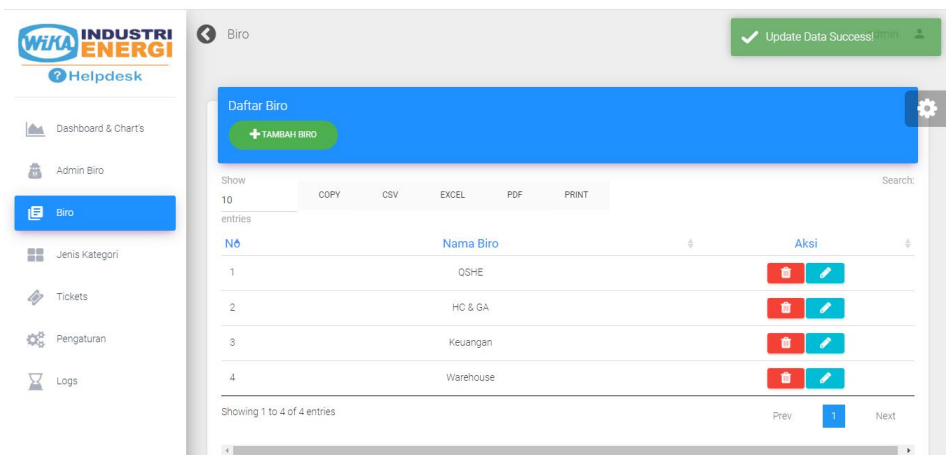 WiKA INDUSTRI
ENERGI
? Helpdesk
Dashboard & Chart's
Admin Biro
Biro
Jenis Kategori
Tickets
Pengaturan
Logs
Biro
Update Data Success!
Daftar Biro
TAMBAH BIRO
Show
10
entries
COPY CSV EXCEL PDF PRINT
Search:
No Nama Biro Aksi
1 QSHE
2 HC & GA
3 Keuangan
4 Warehouse
Showing 1 to 4 of 4 entries
Prev 1 Next